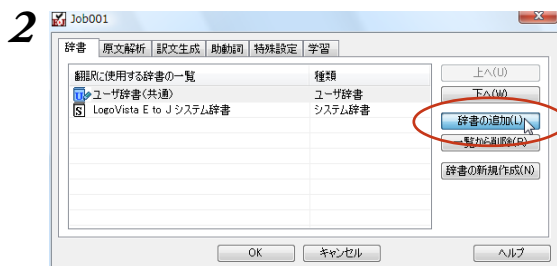 2
Job001
辞書 原文解析 訳文生成 助動詞 特殊設定 学習
翻訳に使用する辞書の一覧 種類
ユーザ辞書(共通) ユーザ辞書
LogoVista E to J システム辞書 システム辞書
上へ(U)
下へ(W)
辞書の追加(L)
一覧から削除(R)
辞書の新規作成(N)
OK キャンセル ヘルプ